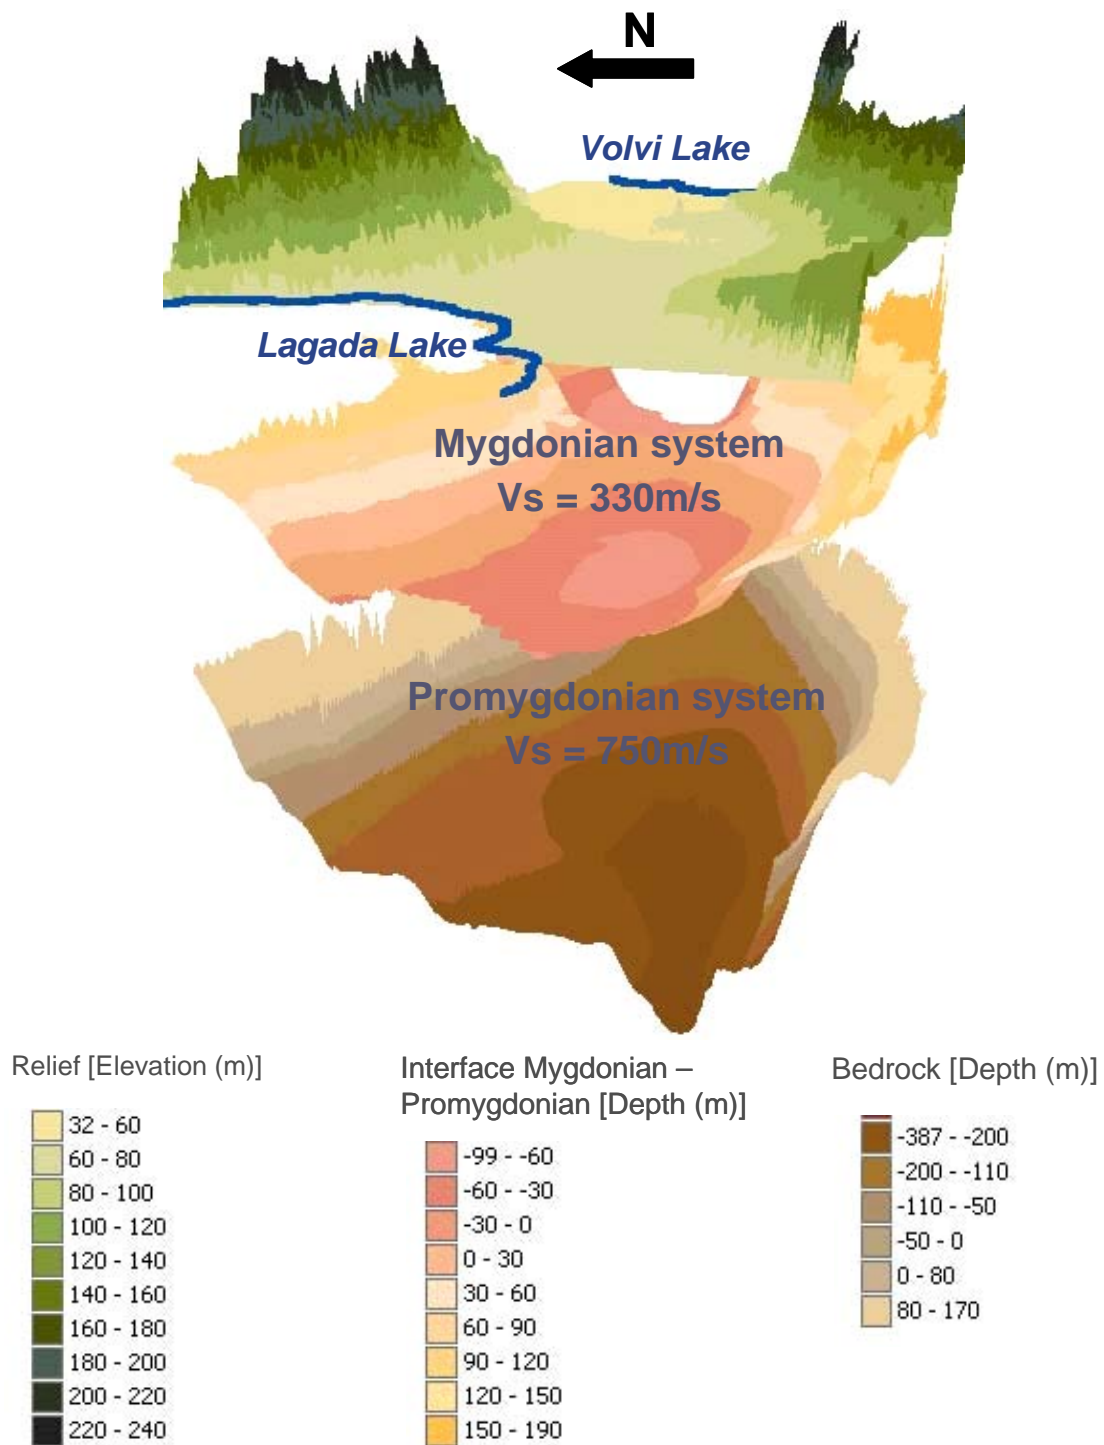 N
Volvi Lake
Lagada Lake
Mygdonian system
Vs = 330m/s
Promygdonian system
Vs = 750m/s
Relief [Elevation (m)]
32 - 60
60 - 80
80 - 100
100 - 120
120 - 140
140 - 160
160 - 180
180 - 200
200 - 220
220 - 240
Interface Mygdonian –
Promygdonian [Depth (m)]
-99 - -60
-60 - -30
-30 - 0
0 - 30
30 - 60
60 - 90
90 - 120
120 - 150
150 - 190
Bedrock [Depth (m)]
-387 - -200
-200 - -110
-110 - -50
-50 - 0
0 - 80
80 - 170